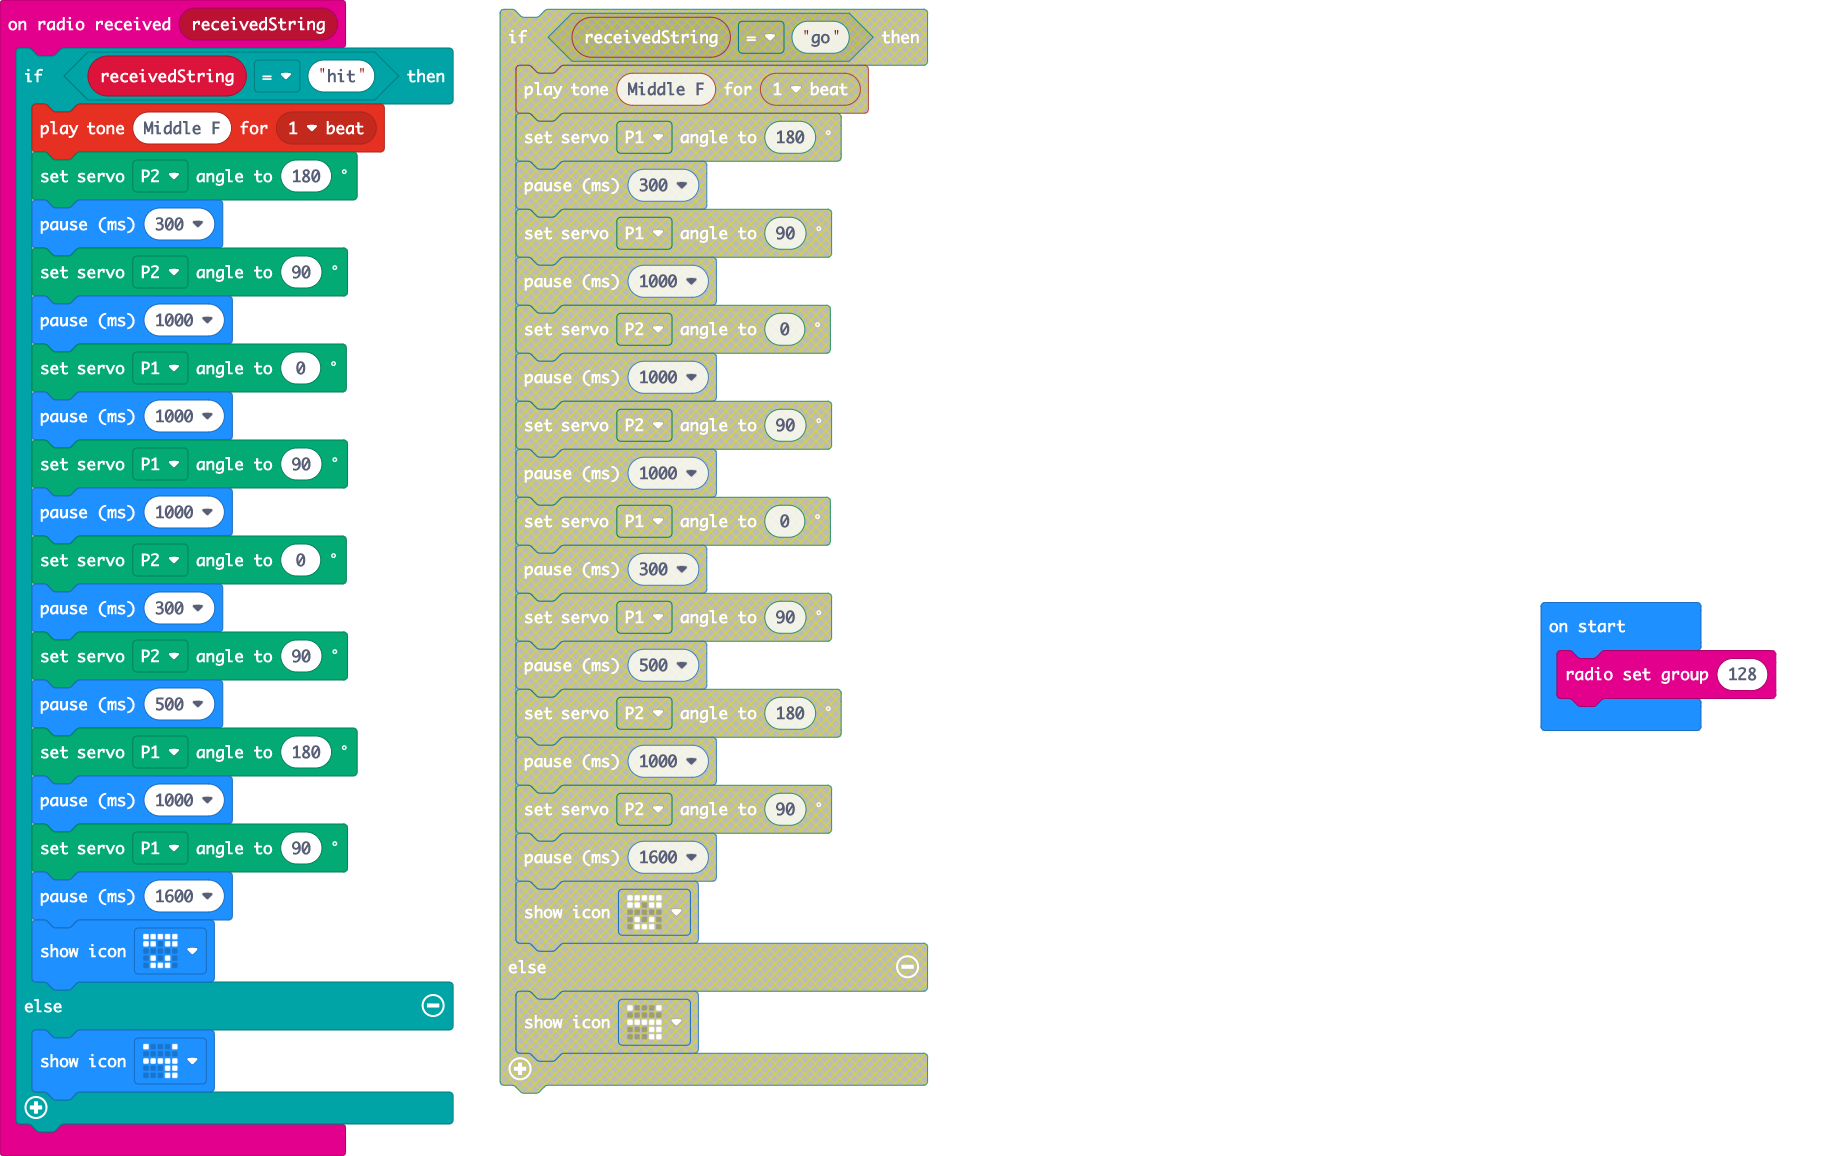 on radio received receivedString
if receivedString = "hit" then
play tone Middle F for 1 beat
set servo P2 angle to 180 °
pause (ms) 300
set servo P2 angle to 90 °
pause (ms) 1000
set servo P1 angle to 0 °
pause (ms) 1000
set servo P1 angle to 90 °
pause (ms) 1000
set servo P2 angle to 0 °
pause (ms) 300
set servo P2 angle to 90 °
pause (ms) 500
set servo P1 angle to 180 °
pause (ms) 1000
set servo P1 angle to 90 °
pause (ms) 1600
show icon
else
show icon
if receivedString = "go" then
play tone Middle F for 1 beat
set servo P1 angle to 180 °
pause (ms) 300
set servo P1 angle to 90 °
pause (ms) 1000
set servo P2 angle to 0 °
pause (ms) 1000
set servo P2 angle to 90 °
pause (ms) 1000
set servo P1 angle to 0 °
pause (ms) 300
set servo P1 angle to 90 °
pause (ms) 500
set servo P2 angle to 180 °
pause (ms) 1000
set servo P2 angle to 90 °
pause (ms) 1600
show icon
else
show icon
on start
radio set group 128